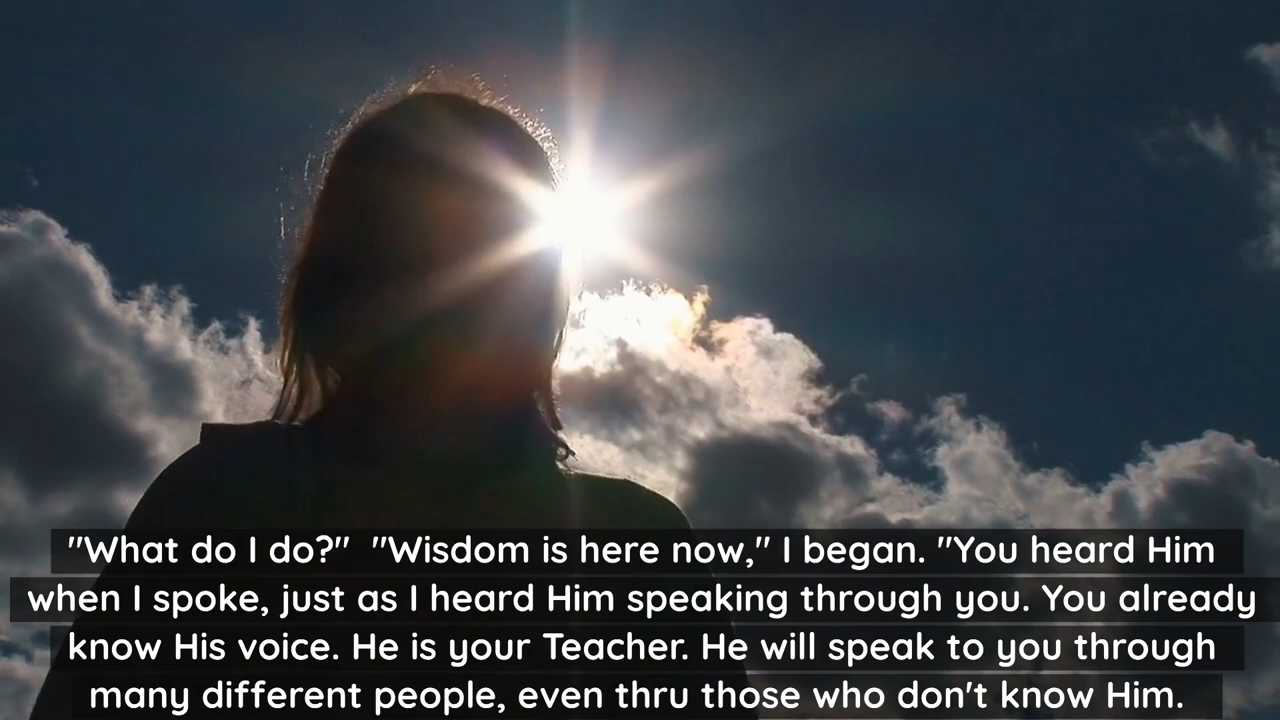 "What do I do?"  "Wisdom is here now," I began. "You heard Him
when I spoke, just as I heard Him speaking through you. You already
know His voice. He is your Teacher. He will speak to you through
many different people, even thru those who don't know Him.